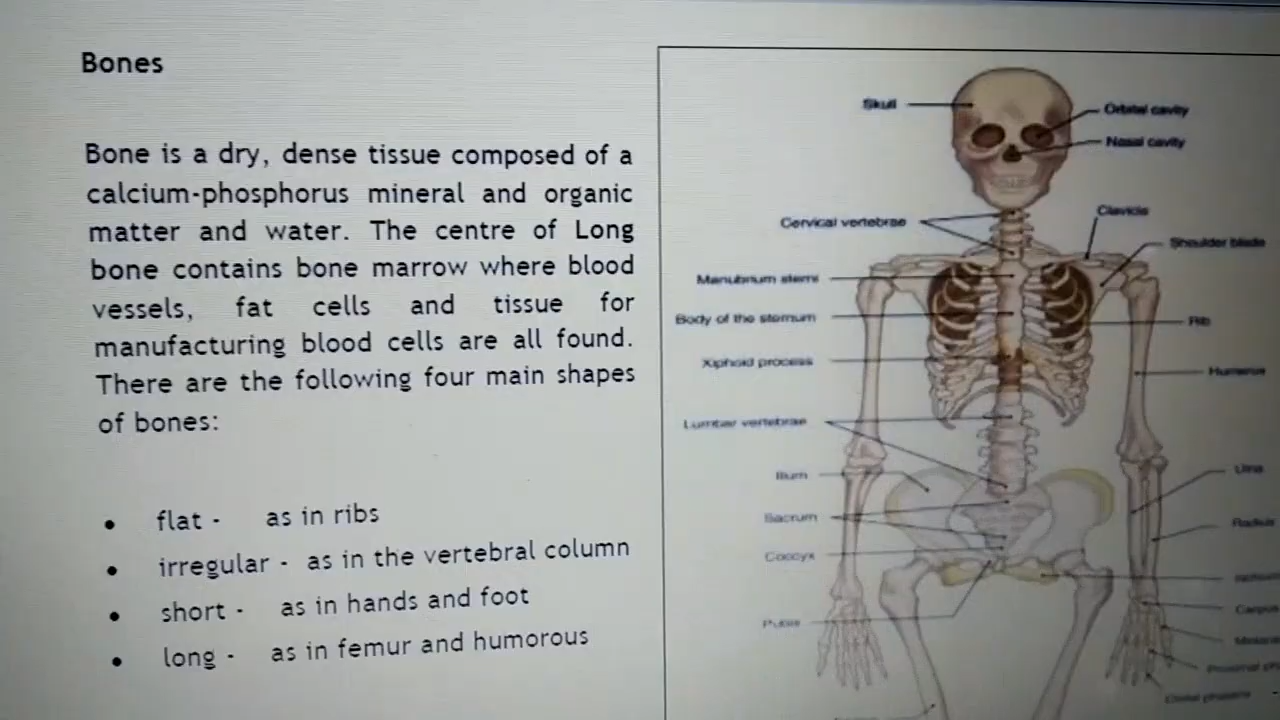 Bones
Bone is a dry, dense tissue composed of a
calcium-phosphorus mineral and organic
matter and water. The centre of Long
bone contains bone marrow where blood
vessels, fat cells and tissue for
manufacturing blood cells are all found.
There are the following four main shapes
of bones:
• flat - as in ribs
• irregular - as in the vertebral column
• short - as in hands and foot
• long - as in femur and humorous
Skull
Orbital cavity
Nasal cavity
Cervical vertebrae
Clavicle
Shoulder blade
Manubrium sterni
Body of the sternum
Rib
Xiphoid process
Humerus
Lumbar vertebrae
Ilium
Ulna
Sacrum
Radius
Coccyx
Pubis